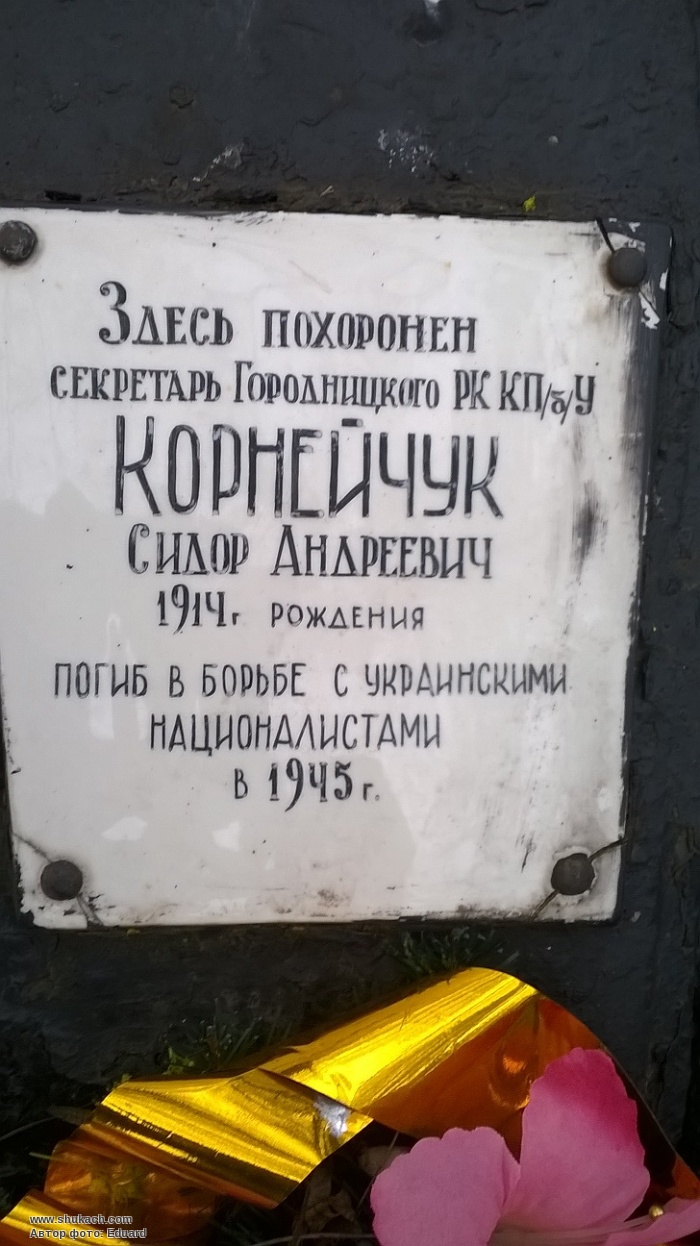 Здесь похоронен
секретарь Городницкого РК КП/б/У
Корнейчук
Сидор Андреевич
1914г рождения
погиб в борьбе с украинскими
националистами
в 1945 г.
www.shukach.com
Автор фото: Eduard